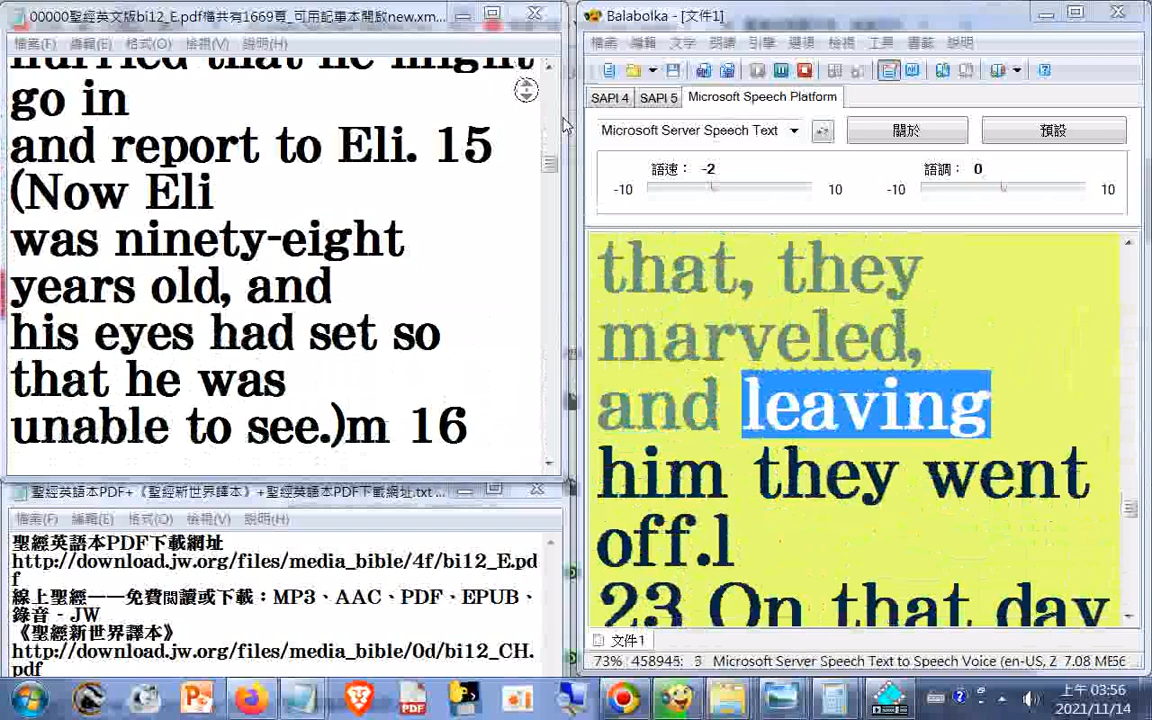 00000聖經英文版bi12_E.pdf檔共有1669頁_可用記事本開啟new.xm...
檔案(F) 編輯(E) 格式(O) 檢視(V) 說明(H)
hurried that he might
go in
and report to Eli. 15
(Now Eli
was ninety-eight
years old, and
his eyes had set so
that he was
unable to see.)m 16
聖經英語本PDF+《聖經新世界譯本》+聖經英語本PDF下載網址.txt ...
檔案(F) 編輯(E) 格式(O) 檢視(V) 說明(H)
聖經英語本PDF下載網址
http://download.jw.org/files/media_bible/4f/bi12_E.pd
f
線上聖經——免費閱讀或下載：MP3、AAC、PDF、EPUB、
錄音 - JW
《聖經新世界譯本》
http://download.jw.org/files/media_bible/0d/bi12_CH.
pdf
Balabolka - [文件1]
檔案 編輯 文字 朗讀 引擎 選項 檢視 工具 書籤 說明
SAPI 4 SAPI 5 Microsoft Speech Platform
Microsoft Server Speech Text 關於 預設
語速： -2 語調： 0
-10 10 -10 10
that, they
marveled,
and leaving
him they went
off.l
23 On that day
文件1
73% 458945: Microsoft Server Speech Text to Speech Voice (en-US, Z 7.08 ME56
PDF
上午 03:56
2021/11/14